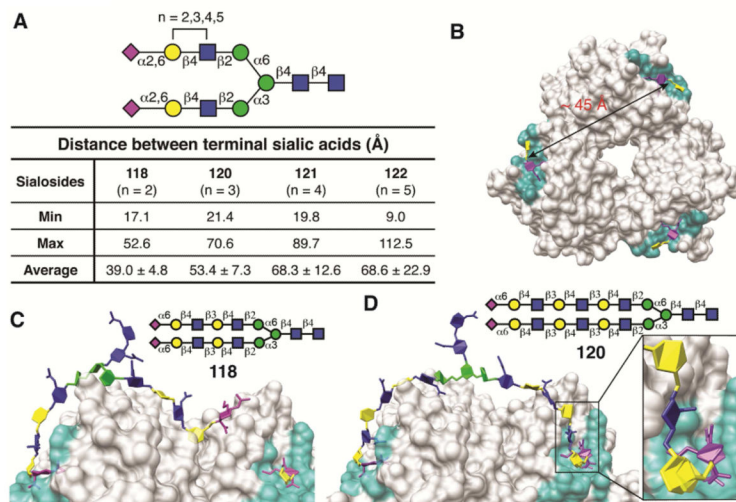 A
n = 2,3,4,5
α2,6 β4 β2 α6
β4 β4
α2,6 β4 β2 α3
Distance between terminal sialic acids (Å)
Sialosides 118 (n = 2) 120 (n = 3) 121 (n = 4) 122 (n = 5)
Min 17.1 21.4 19.8 9.0
Max 52.6 70.6 89.7 112.5
Average 39.0 ± 4.8 53.4 ± 7.3 68.3 ± 12.6 68.6 ± 22.9
B
~ 45 Å
C
α6 β4 β3 β4 β2 α6
β4 β4
α6 β4 β3 β4 β2 α3
118
D
α6 β4 β3 β4 β3 β4 β2 α6
β4 β4
α6 β4 β3 β4 β3 β4 β2 α3
120